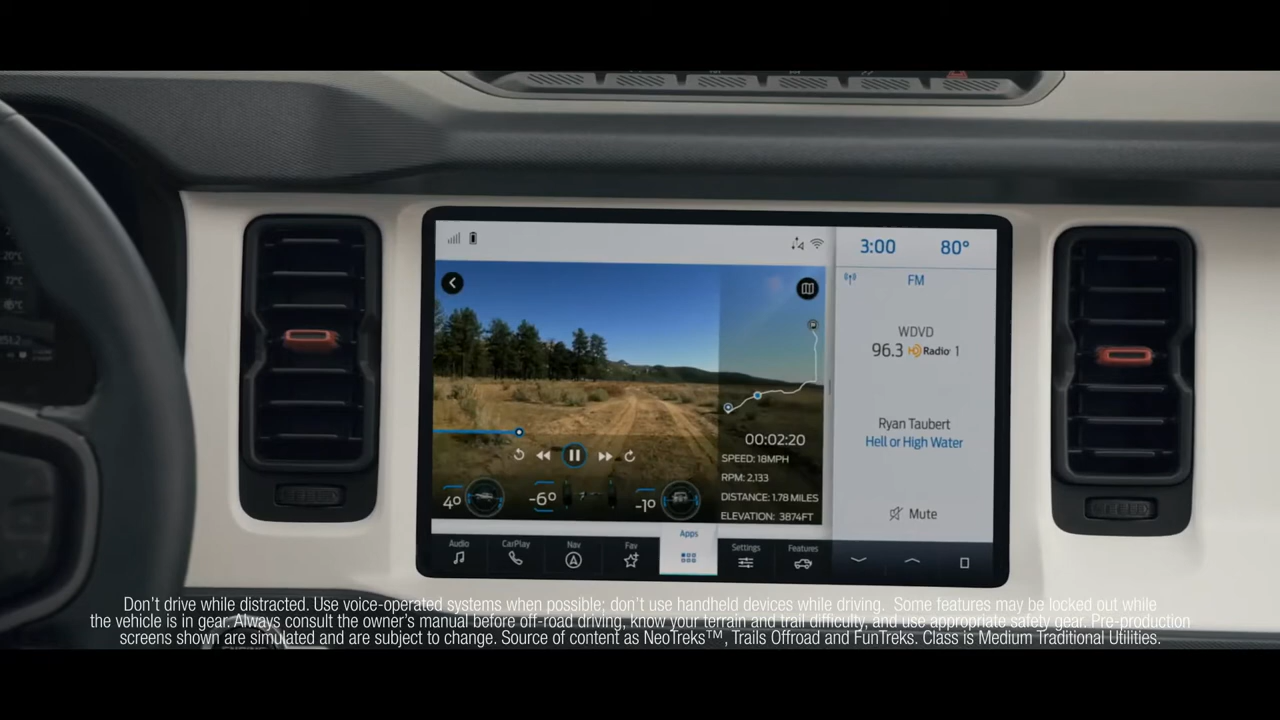 3:00 80°
FM
WDVD
96.3 HD Radio 1
Ryan Taubert
Hell or High Water
Mute
00:02:20
SPEED: 18MPH
RPM: 2,133
DISTANCE: 1.78 MILES
ELEVATION: 3874FT
4° -6° -1°
Audio CarPlay Nav Fav Apps Settings Features
Don't drive while distracted. Use voice-operated systems when possible; don't use handheld devices while driving. Some features may be locked out while
the vehicle is in gear. Always consult the owner's manual before off-road driving, know your terrain and trail difficulty, and use appropriate safety gear. Pre-production
screens shown are simulated and are subject to change. Source of content as NeoTreks™, Trails Offroad and FunTreks. Class is Medium Traditional Utilities.